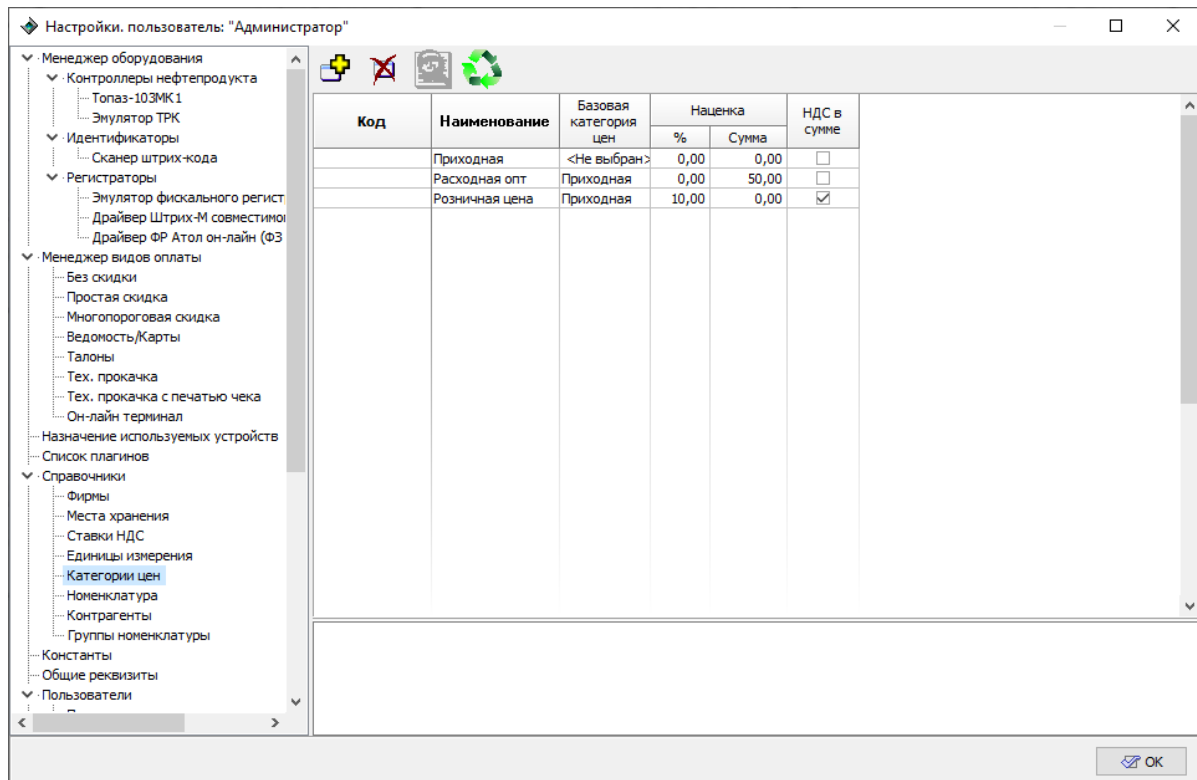 Настройки. пользователь: "Администратор"
Менеджер оборудования
Контроллеры нефтепродукта
Топаз-103МК1
Эмулятор ТРК
Идентификаторы
Сканер штрих-кода
Регистраторы
Эмулятор фискального регист
Драйвер Штрих-М совместимо
Драйвер ФР Атол он-лайн (ФЗ
Менеджер видов оплаты
Без скидки
Простая скидка
Многопороговая скидка
Ведомость/Карты
Талоны
Тех. прокачка
Тех. прокачка с печатью чека
Он-лайн терминал
Назначение используемых устройств
Список плагинов
Справочники
Фирмы
Места хранения
Ставки НДС
Единицы измерения
Категории цен
Номенклатура
Контрагенты
Группы номенклатуры
Константы
Общие реквизиты
Пользователи
Код Наименование Базовая категория цен Наценка % Сумма НДС в сумме
Приходная <Не выбран> 0,00 0,00
Расходная опт Приходная 0,00 50,00
Розничная цена Приходная 10,00 0,00
OK